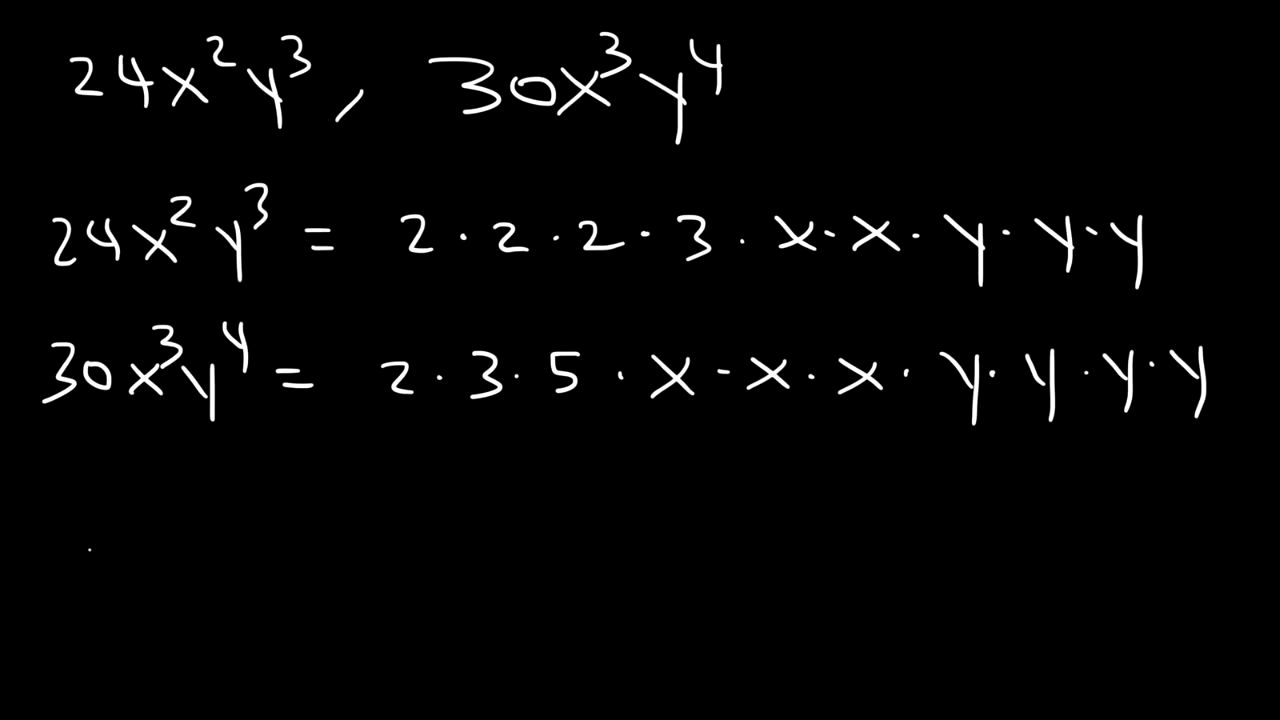 24x²y³, 30x³y⁴
24x²y³ = 2 · 2 · 2 · 3 · x · x · y · y · y
30x³y⁴ = 2 · 3 · 5 · x · x · x · y · y · y · y